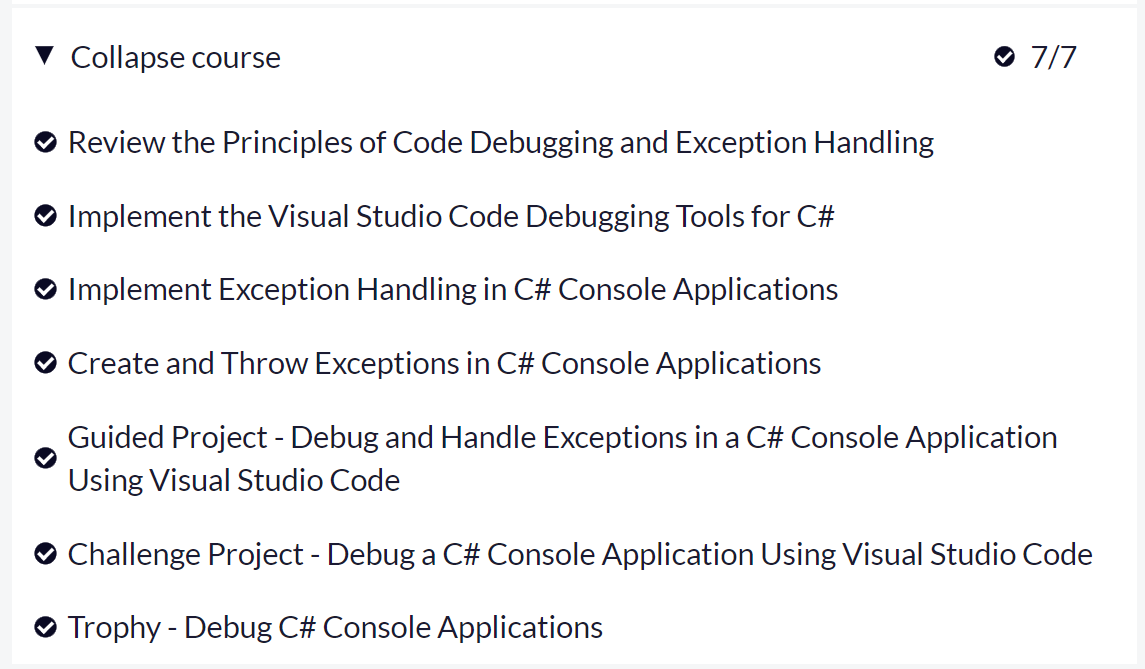 Collapse course
7/7
Review the Principles of Code Debugging and Exception Handling
Implement the Visual Studio Code Debugging Tools for C#
Implement Exception Handling in C# Console Applications
Create and Throw Exceptions in C# Console Applications
Guided Project - Debug and Handle Exceptions in a C# Console Application
Using Visual Studio Code
Challenge Project - Debug a C# Console Application Using Visual Studio Code
Trophy - Debug C# Console Applications